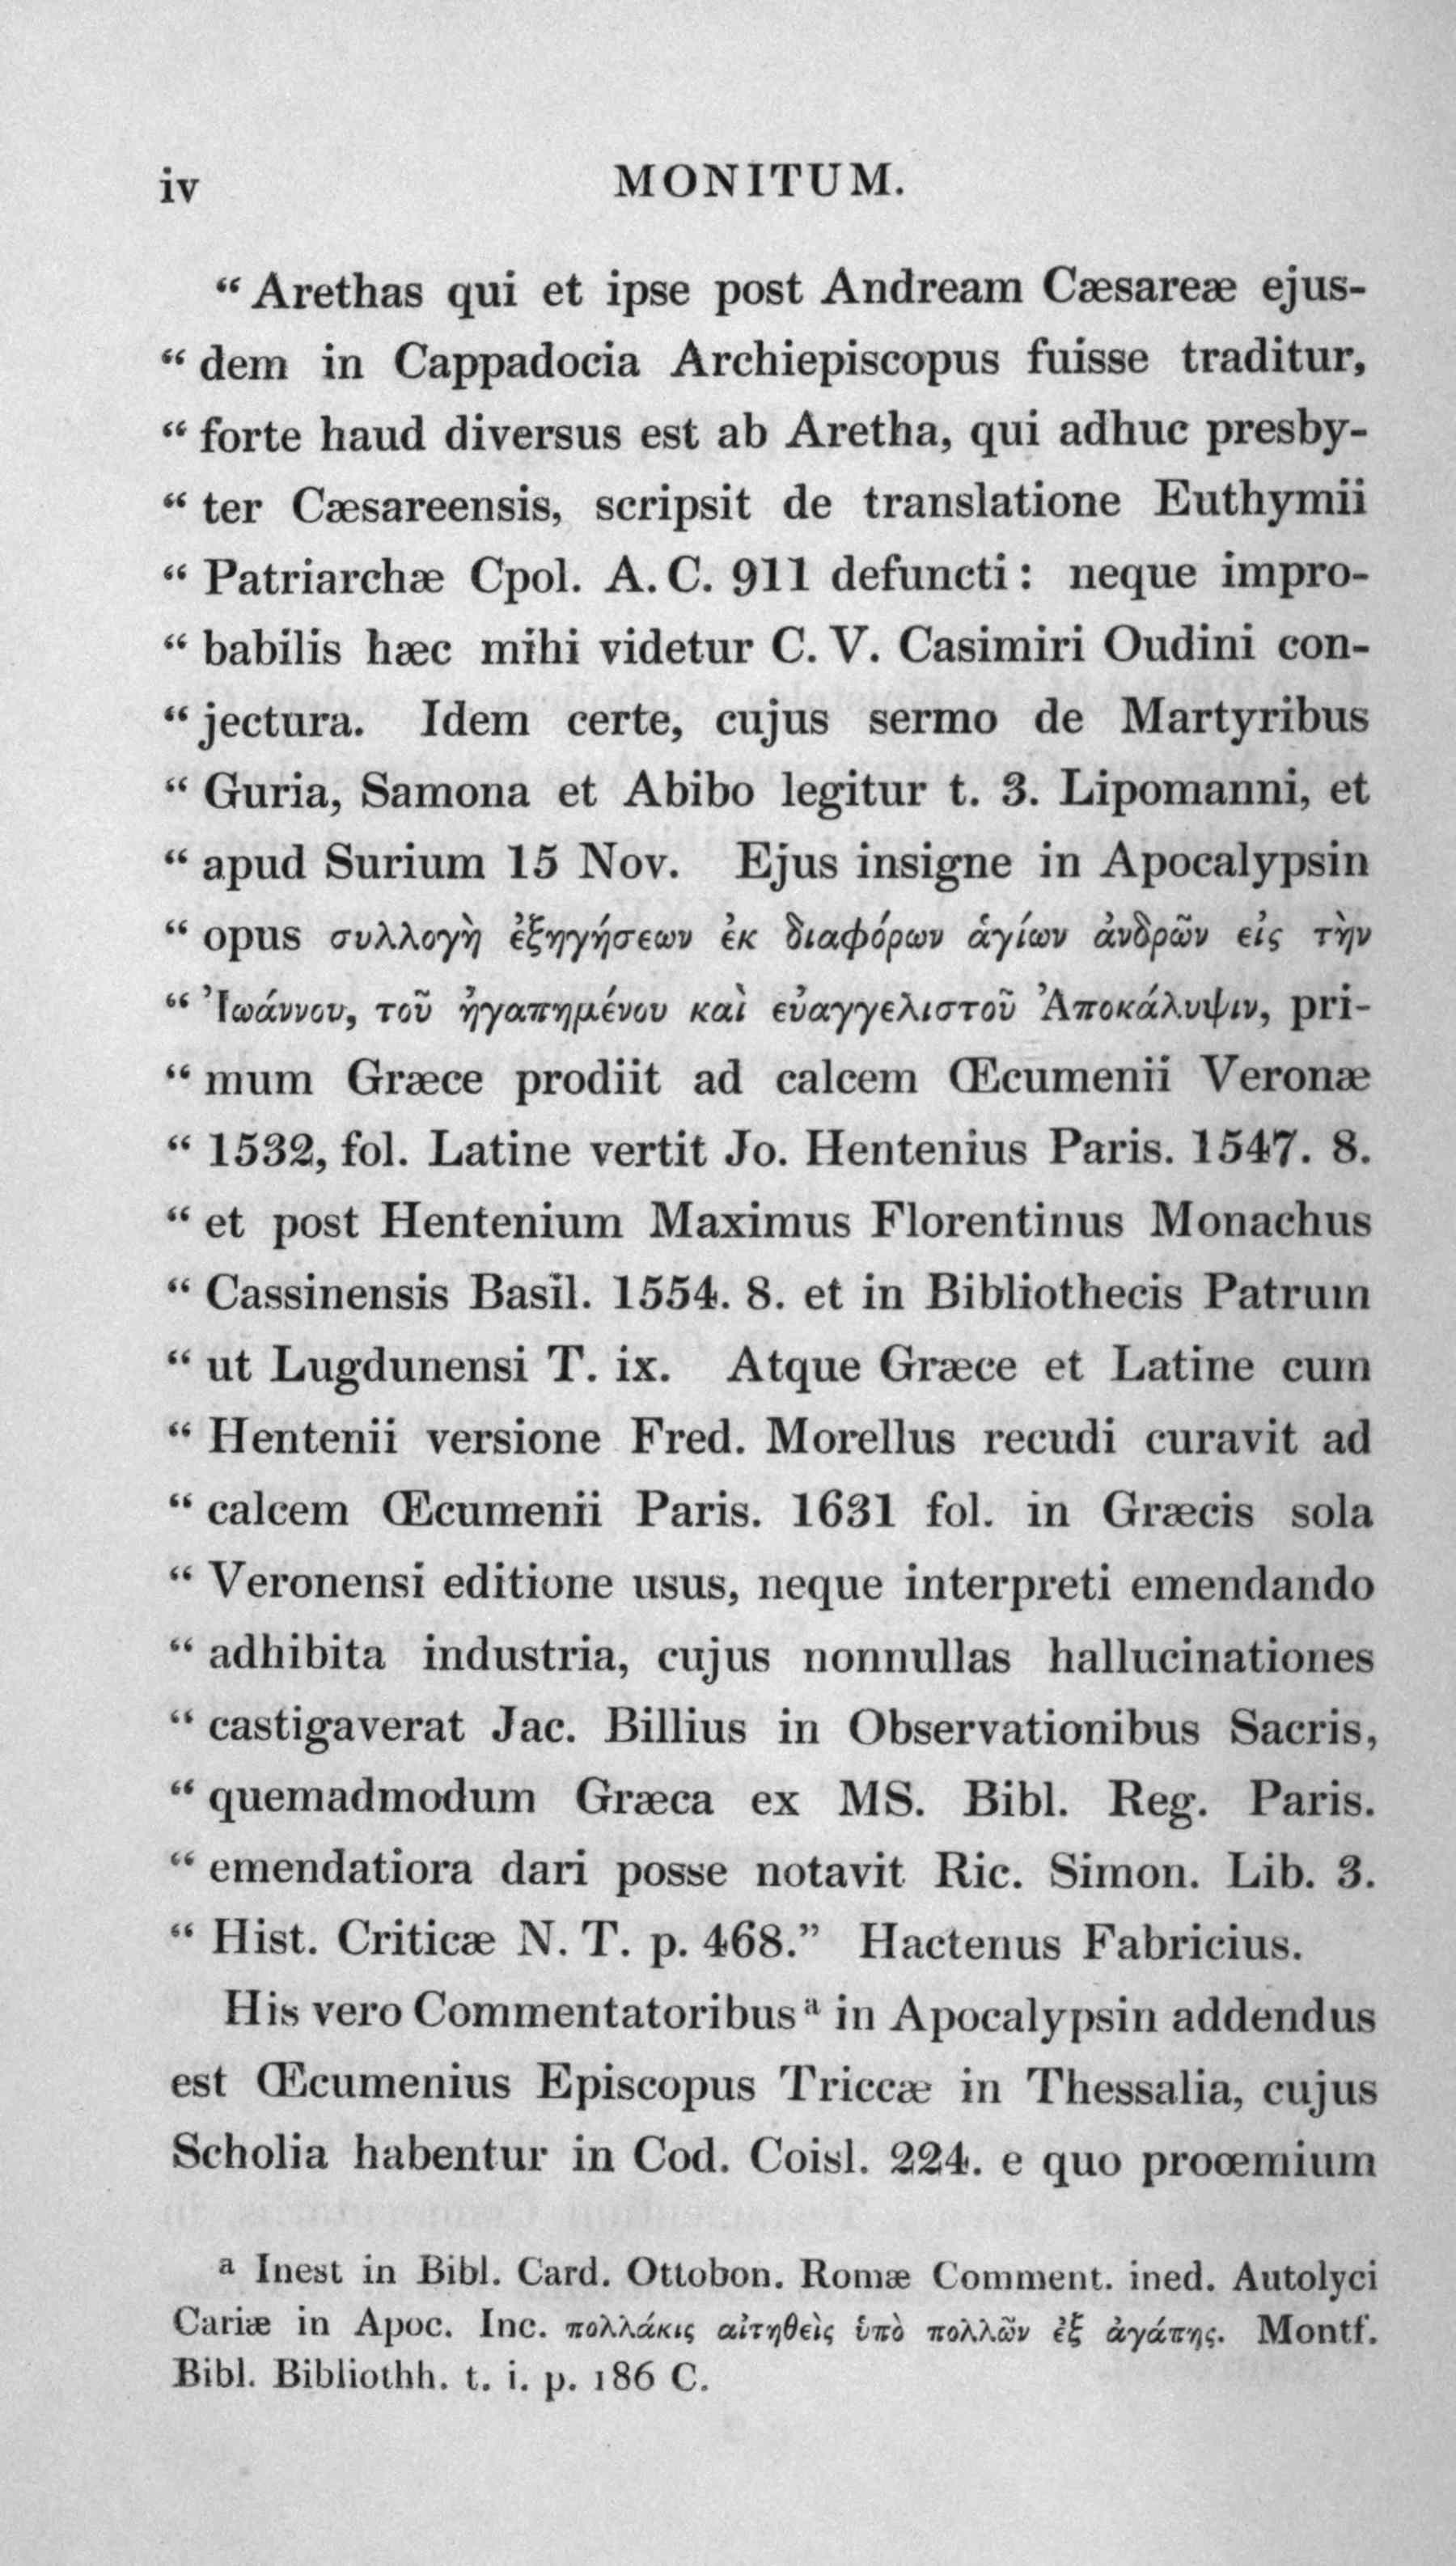 iv MONITUM.
“ Arethas qui et ipse post Andream Cæsareæ ejus-
“ dem in Cappadocia Archiepiscopus fuisse traditur,
“ forte haud diversus est ab Aretha, qui adhuc presby-
“ ter Cæsareensis, scripsit de translatione Euthymii
“ Patriarchæ Cpol. A. C. 911 defuncti: neque impro-
“ babilis hæc mihi videtur C. V. Casimiri Oudini con-
“ jectura. Idem certe, cujus sermo de Martyribus
“ Guria, Samona et Abibo legitur t. 3. Lipomanni, et
“ apud Surium 15 Nov. Ejus insigne in Apocalypsin
“ opus συλλογὴ ἐξηγήσεων ἐκ διαφόρων ἁγίων ἀνδρῶν εἰς τὴν
“ Ἰωάννου, τοῦ ἠγαπημένου καὶ εὐαγγελιστοῦ Ἀποκάλυψιν, pri-
“ mum Græce prodiit ad calcem Œcumenii Veronæ
“ 1532, fol. Latine vertit Jo. Hentenius Paris. 1547. 8.
“ et post Hentenium Maximus Florentinus Monachus
“ Cassinensis Basil. 1554. 8. et in Bibliothecis Patrum
“ ut Lugdunensi T. ix. Atque Græce et Latine cum
“ Hentenii versione Fred. Morellus recudi curavit ad
“ calcem Œcumenii Paris. 1631 fol. in Græcis sola
“ Veronensi editione usus, neque interpreti emendando
“ adhibita industria, cujus nonnullas hallucinationes
“ castigaverat Jac. Billius in Observationibus Sacris,
“ quemadmodum Græca ex MS. Bibl. Reg. Paris.
“ emendatiora dari posse notavit Ric. Simon. Lib. 3.
“ Hist. Criticæ N. T. p. 468.” Hactenus Fabricius.
His vero Commentatoribus a in Apocalypsin addendus
est Œcumenius Episcopus Triccæ in Thessalia, cujus
Scholia habentur in Cod. Coisl. 224. e quo proœmium
a Inest in Bibl. Card. Ottobon. Romæ Comment. ined. Autolyci
Cariæ in Apoc. Inc. πολλάκις αἰτηθεὶς ὑπὸ πολλῶν ἐξ ἀγάπης. Montf.
Bibl. Bibliothh. t. i. p. 186 C.